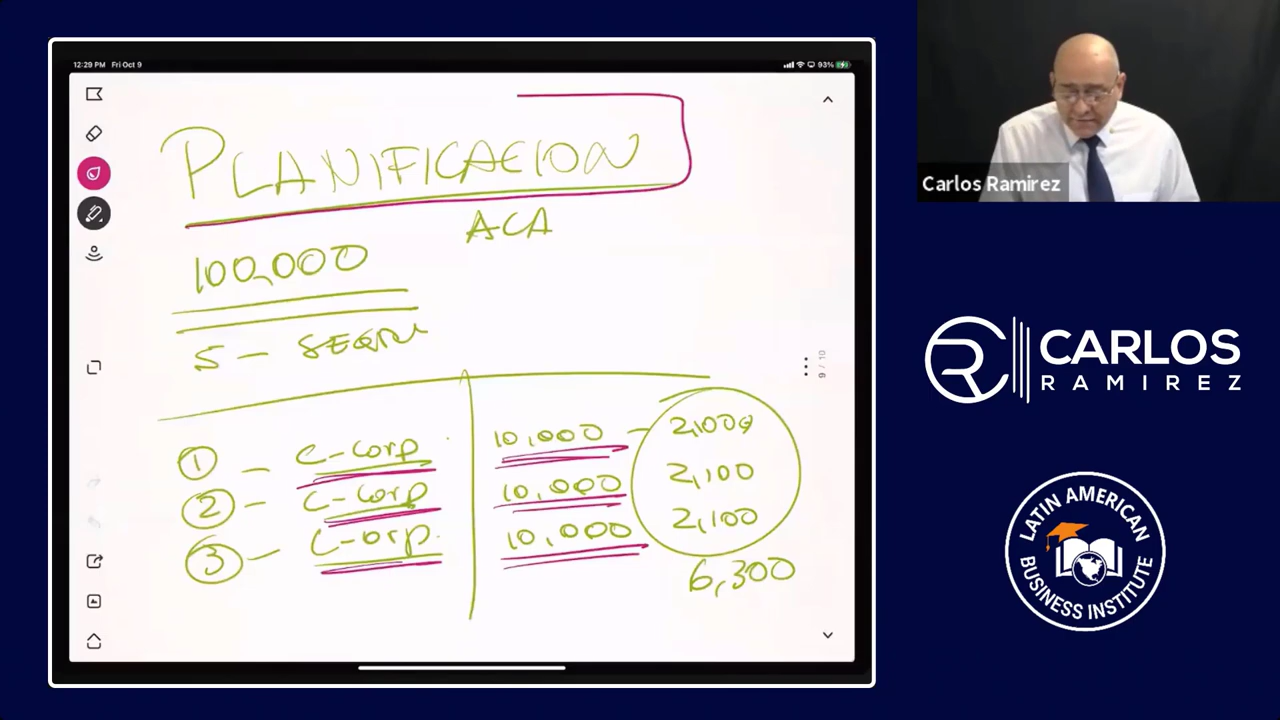 12:29 PM Fri Oct 9
93%
PLANIFICACION
ACA
100,000
5 -
① - C-corp 10,000 - 2,100
② - C-corp 10,000 2,100
③ - C-orp. 10,000 2,100
6,300
9 / 10
Carlos Ramirez
CR CARLOS
RAMIREZ
LATIN AMERICAN
BUSINESS INSTITUTE